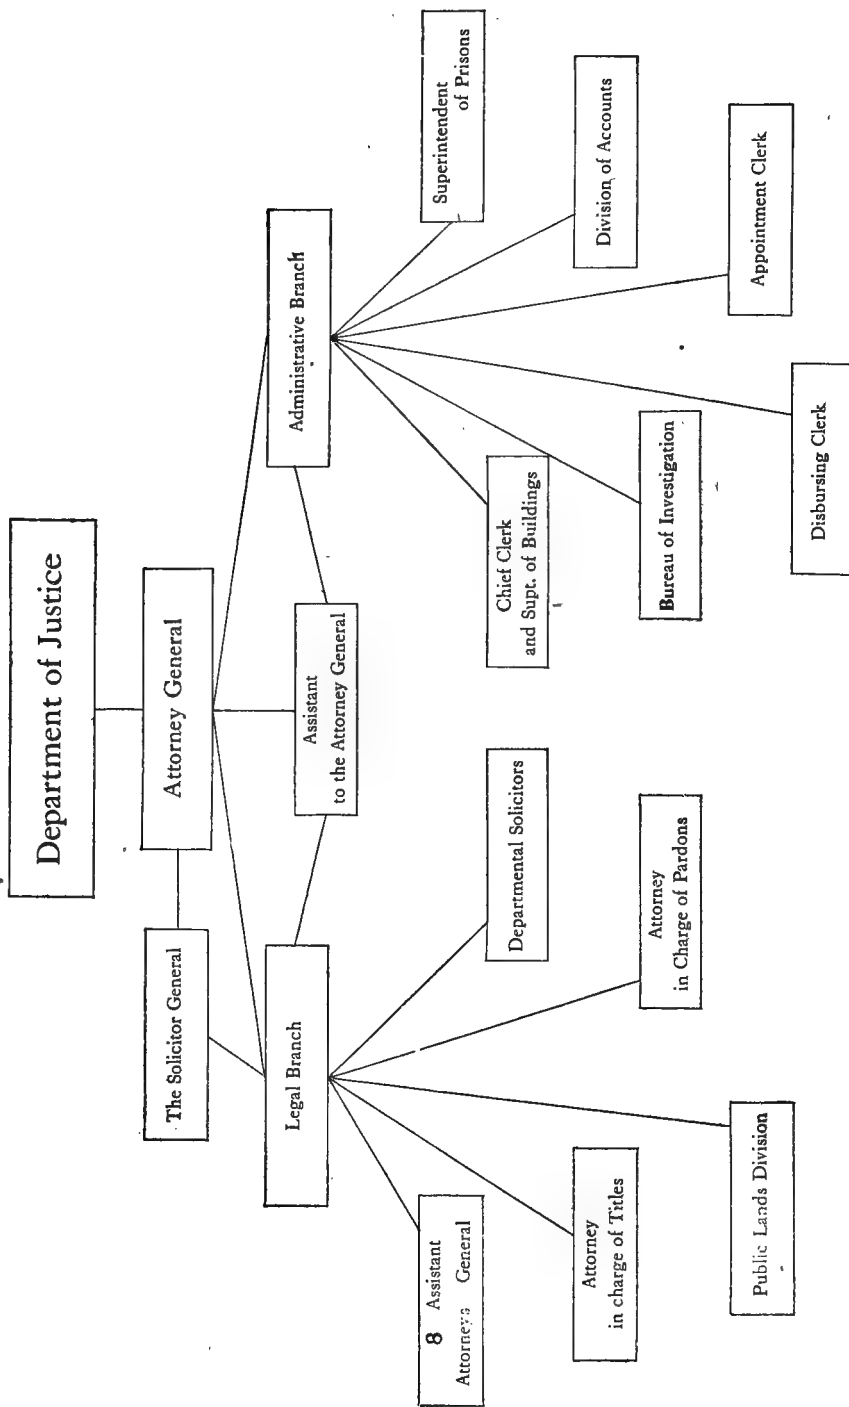 Department of Justice
Attorney General
The Solicitor General
Legal Branch
Assistant
to the Attorney General
Administrative Branch
8 Assistant
Attorneys General
Attorney
in charge of Titles
Public Lands Division
Attorney
in Charge of Pardons
Departmental Solicitors
Chief Clerk
and Supt. of Buildings
Bureau of Investigation
Disbursing Clerk
Appointment Clerk
Division of Accounts
Superintendent
of Prisons